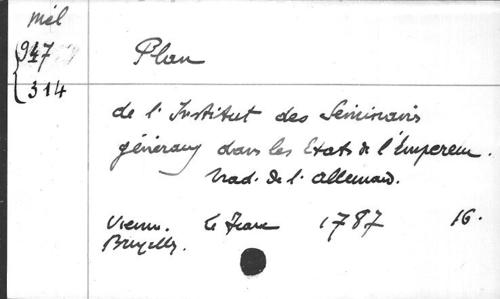 mél
947
314
Plan
de l'Institut des Séminairs
généraux dans les Etats de l'Empereur.
trad. de l. allemand.
Vienne. Le Franc 1787 16.
Bruxelles.